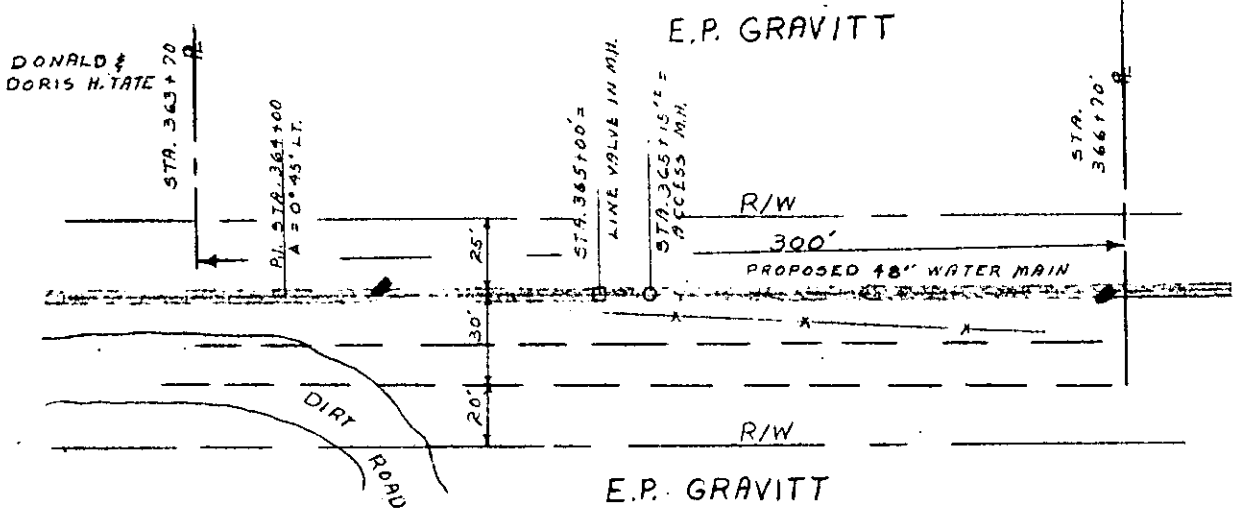 E.P. GRAVITT
DONALD &
DORIS H. TATE
STA. 363+70
P.I. STA. 364+00
Δ = 0° 45' LT.
STA. 365+00' =
LINE VALVE IN M.H.
STA. 365+15'² =
ACCESS M.H.
STA.
366+70'
R/W
25'
300'
PROPOSED 48" WATER MAIN
30'
DIRT
ROAD
20'
R/W
E.P. GRAVITT